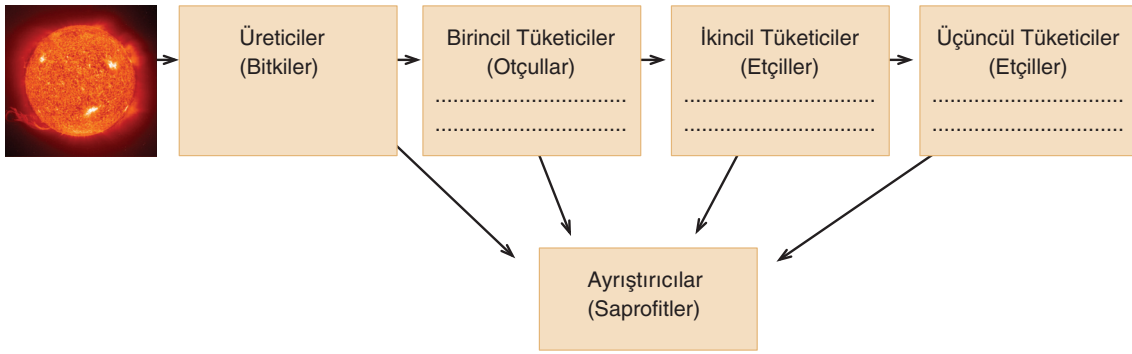 Üreticiler
(Bitkiler)
Birincil Tüketiciler
(Otçullar)
................................
................................
İkincil Tüketiciler
(Etçiller)
................................
................................
Üçüncül Tüketiciler
(Etçiller)
................................
................................
Ayrıştırıcılar
(Saprofitler)